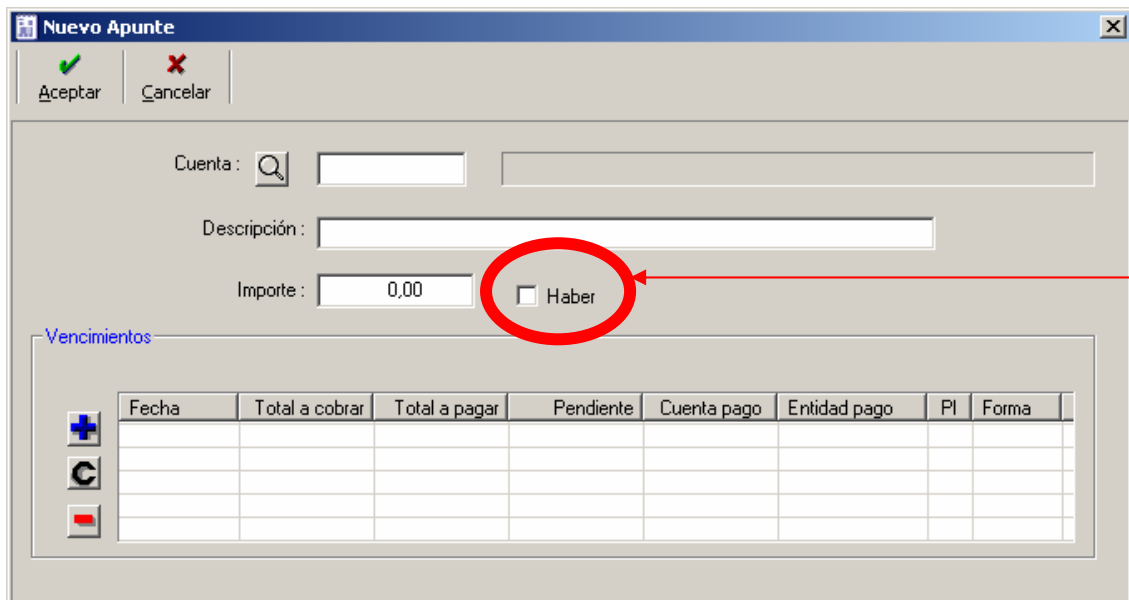 Nuevo Apunte
Aceptar Cancelar
Cuenta :
Descripción :
Importe : 0,00 Haber
Vencimientos
Fecha Total a cobrar Total a pagar Pendiente Cuenta pago Entidad pago PI Forma